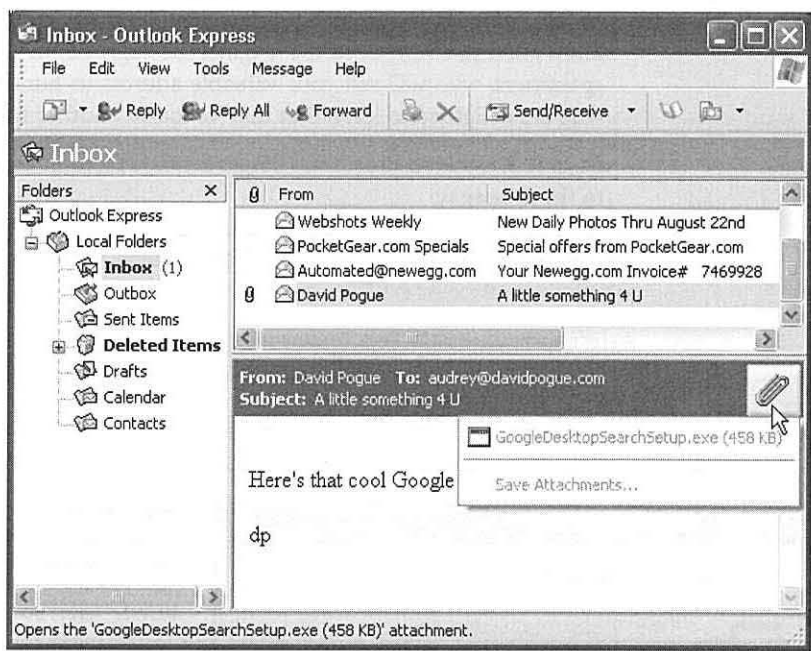 Inbox - Outlook Express
File Edit View Tools Message Help
Reply Reply All Forward Send/Receive
Inbox
Folders X
Outlook Express
Local Folders
Inbox (1)
Outbox
Sent Items
Deleted Items
Drafts
Calendar
Contacts
From Subject
Webshots Weekly New Daily Photos Thru August 22nd
PocketGear.com Specials Special offers from PocketGear.com
Automated@newegg.com Your Newegg.com Invoice# 7469928
David Pogue A little something 4 U
From: David Pogue To: audrey@davidpogue.com
Subject: A little something 4 U
GoogleDesktopSearchSetup.exe (458 KB)
Save Attachments...
Here's that cool Google
dp
Opens the 'GoogleDesktopSearchSetup.exe (458 KB)' attachment.